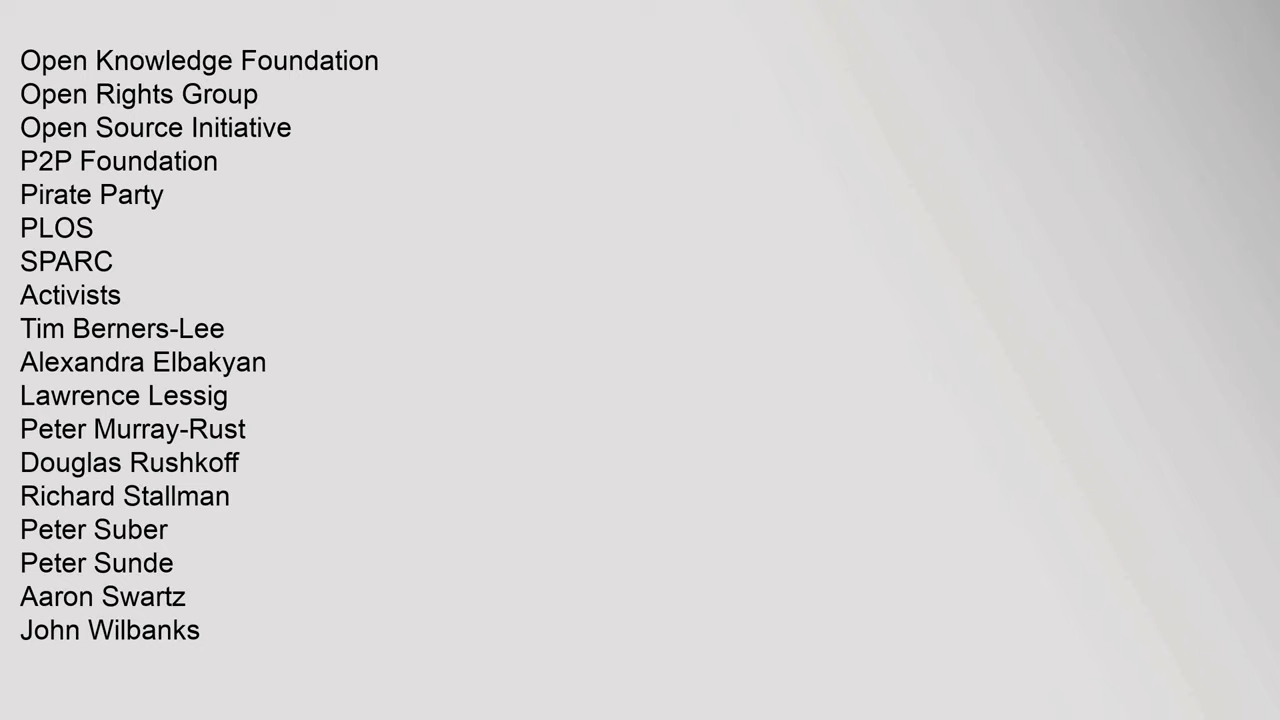 Open Knowledge Foundation
Open Rights Group
Open Source Initiative
P2P Foundation
Pirate Party
PLOS
SPARC
Activists
Tim Berners-Lee
Alexandra Elbakyan
Lawrence Lessig
Peter Murray-Rust
Douglas Rushkoff
Richard Stallman
Peter Suber
Peter Sunde
Aaron Swartz
John Wilbanks